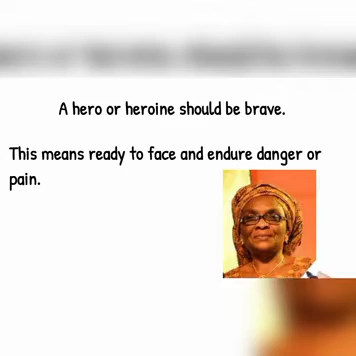 A hero or heroine should be brave.
This means ready to face and endure danger or
pain.